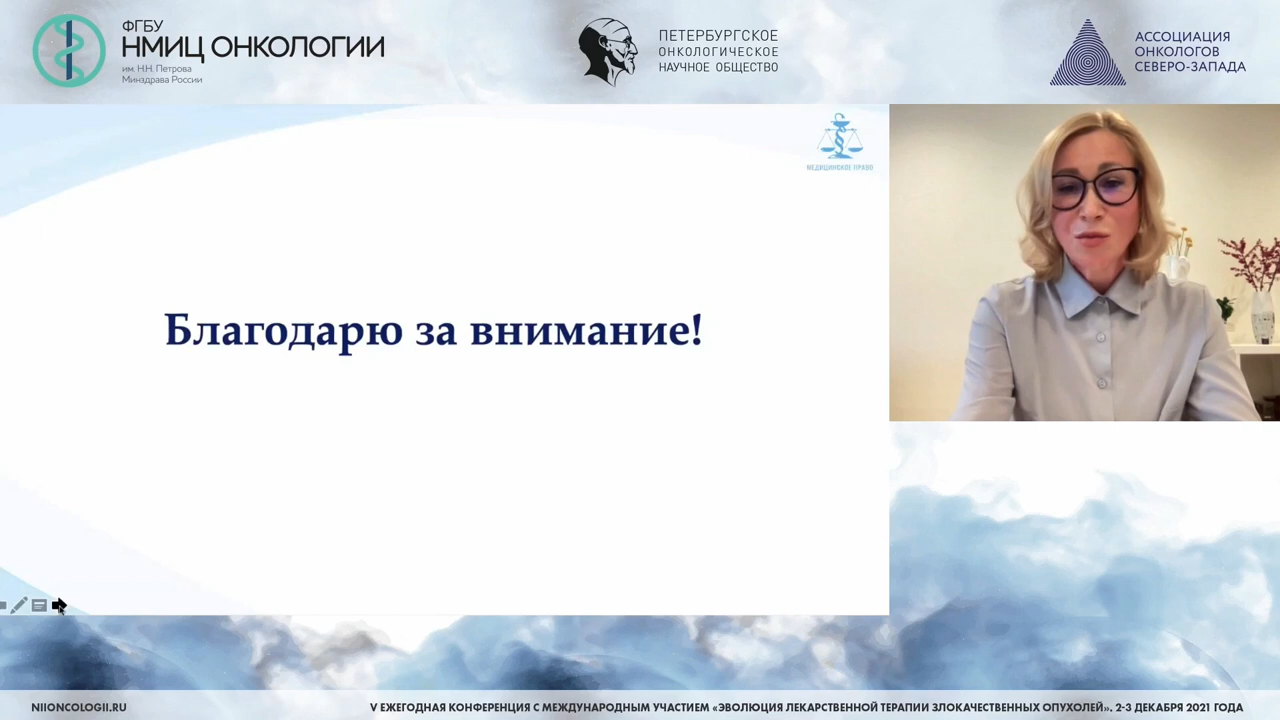 ФГБУ
НМИЦ ОНКОЛОГИИ
им. Н.Н. Петрова
Минздрава России
ПЕТЕРБУРГСКОЕ
ОНКОЛОГИЧЕСКОЕ
НАУЧНОЕ ОБЩЕСТВО
АССОЦИАЦИЯ
ОНКОЛОГОВ
СЕВЕРО-ЗАПАДА
МЕДИЦИНСКОЕ ПРАВО
Благодарю за внимание!
NIIONCOLOGII.RU
V ЕЖЕГОДНАЯ КОНФЕРЕНЦИЯ С МЕЖДУНАРОДНЫМ УЧАСТИЕМ «ЭВОЛЮЦИЯ ЛЕКАРСТВЕННОЙ ТЕРАПИИ ЗЛОКАЧЕСТВЕННЫХ ОПУХОЛЕЙ». 2-3 ДЕКАБРЯ 2021 ГОДА